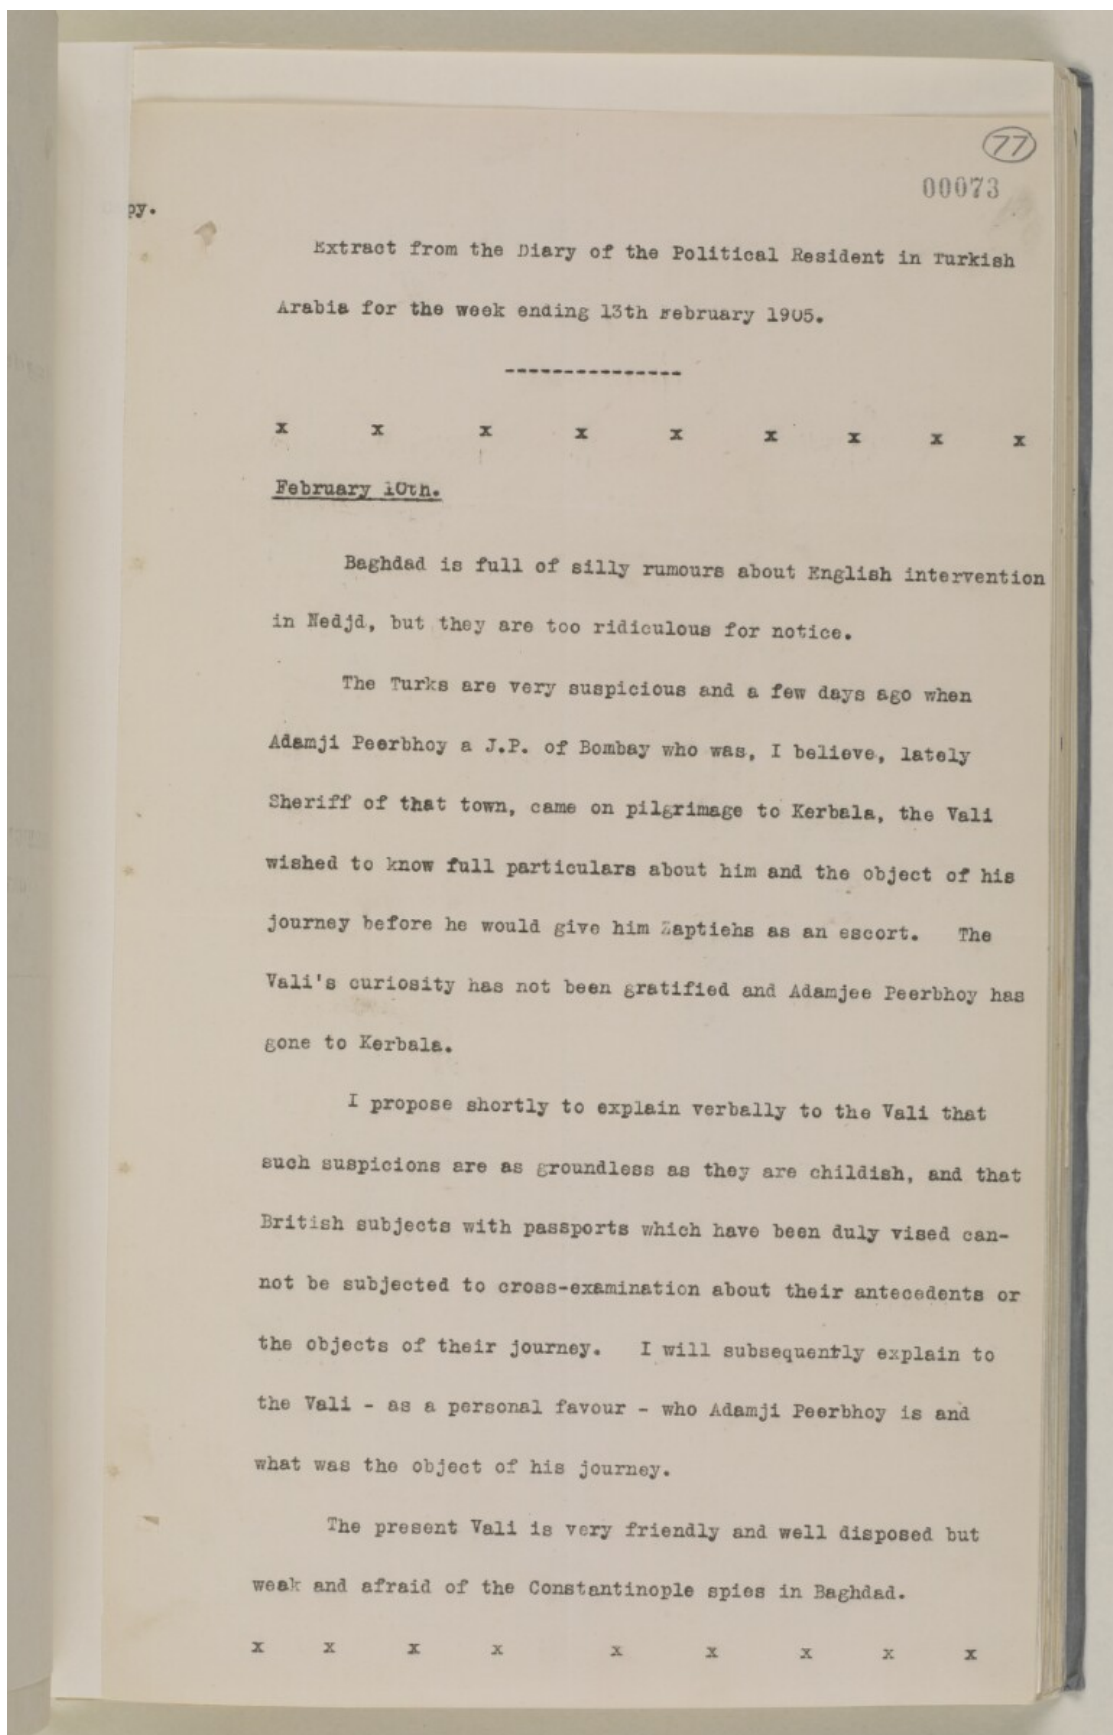 77
00073
py.
Extract from the Diary of the Political Resident in Turkish
Arabia for the week ending 13th February 1905.
---------------
x x x x x x x x x
February 10th.
Baghdad is full of silly rumours about English intervention
in Nedjd, but they are too ridiculous for notice.
The Turks are very suspicious and a few days ago when
Adamji Peerbhoy a J.P. of Bombay who was, I believe, lately
Sheriff of that town, came on pilgrimage to Kerbala, the Vali
wished to know full particulars about him and the object of his
journey before he would give him Zaptiehs as an escort. The
Vali's curiosity has not been gratified and Adamjee Peerbhoy has
gone to Kerbala.
I propose shortly to explain verbally to the Vali that
such suspicions are as groundless as they are childish, and that
British subjects with passports which have been duly vised can-
not be subjected to cross-examination about their antecedents or
the objects of their journey. I will subsequently explain to
the Vali - as a personal favour - who Adamji Peerbhoy is and
what was the object of his journey.
The present Vali is very friendly and well disposed but
weak and afraid of the Constantinople spies in Baghdad.
x x x x x x x x x